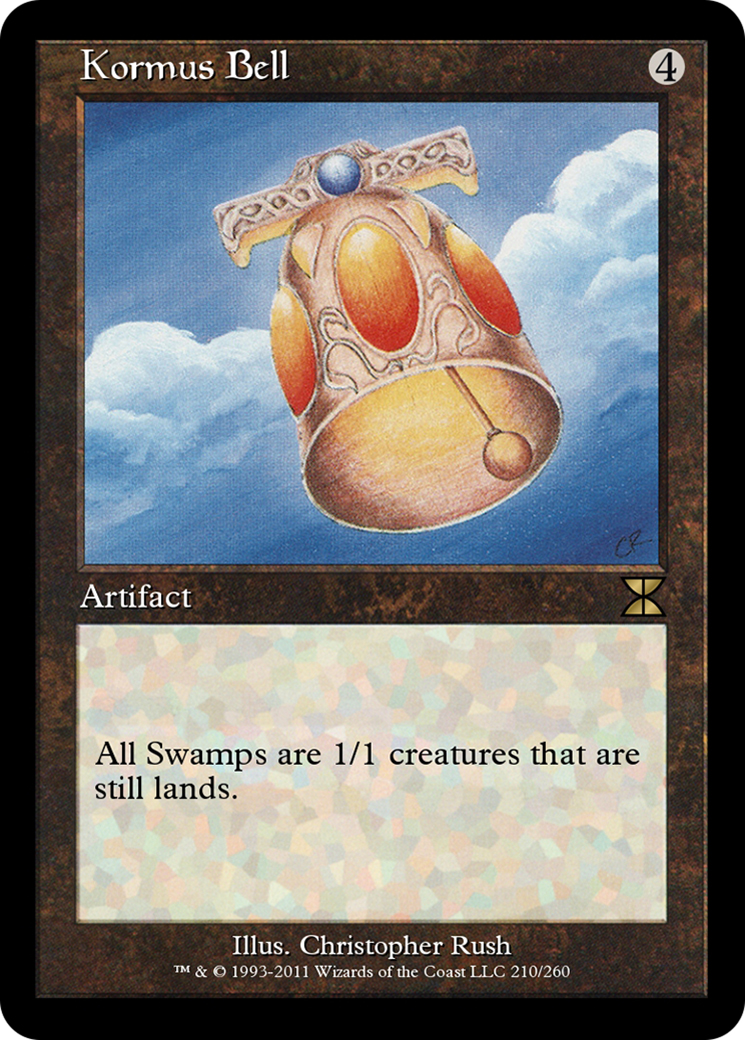 Kormus Bell
4
CR
Artifact
All Swamps are 1/1 creatures that are
still lands.
Illus. Christopher Rush
™ & © 1993-2011 Wizards of the Coast LLC 210/260